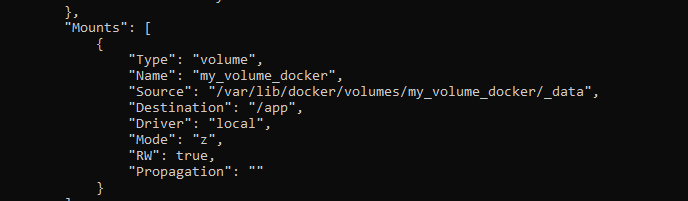 },
"Mounts": [
{
"Type": "volume",
"Name": "my_volume_docker",
"Source": "/var/lib/docker/volumes/my_volume_docker/_data",
"Destination": "/app",
"Driver": "local",
"Mode": "z",
"RW": true,
"Propagation": ""
}